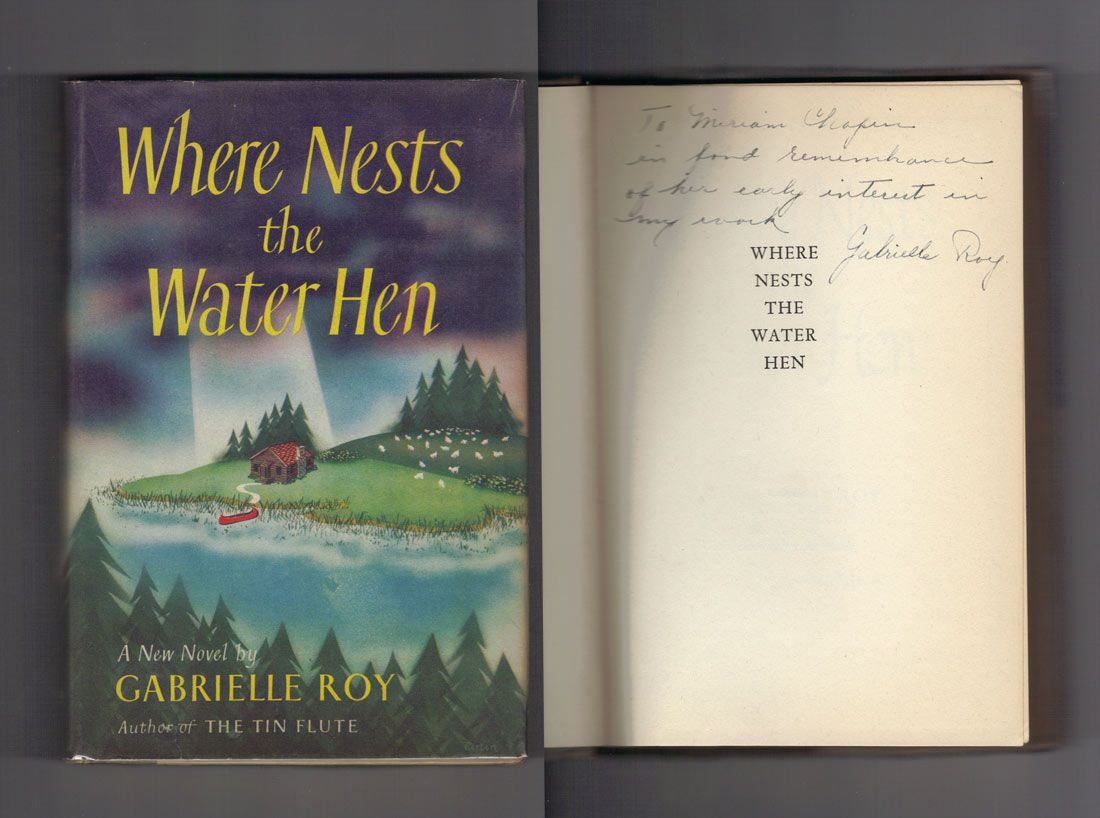 Where Nests
the
Water Hen
A New Novel by
GABRIELLE ROY
Author of THE TIN FLUTE
To Miriam Chapin
in fond remembrance
of her early interest in
my work
Gabrielle Roy.
WHERE
NESTS
THE
WATER
HEN